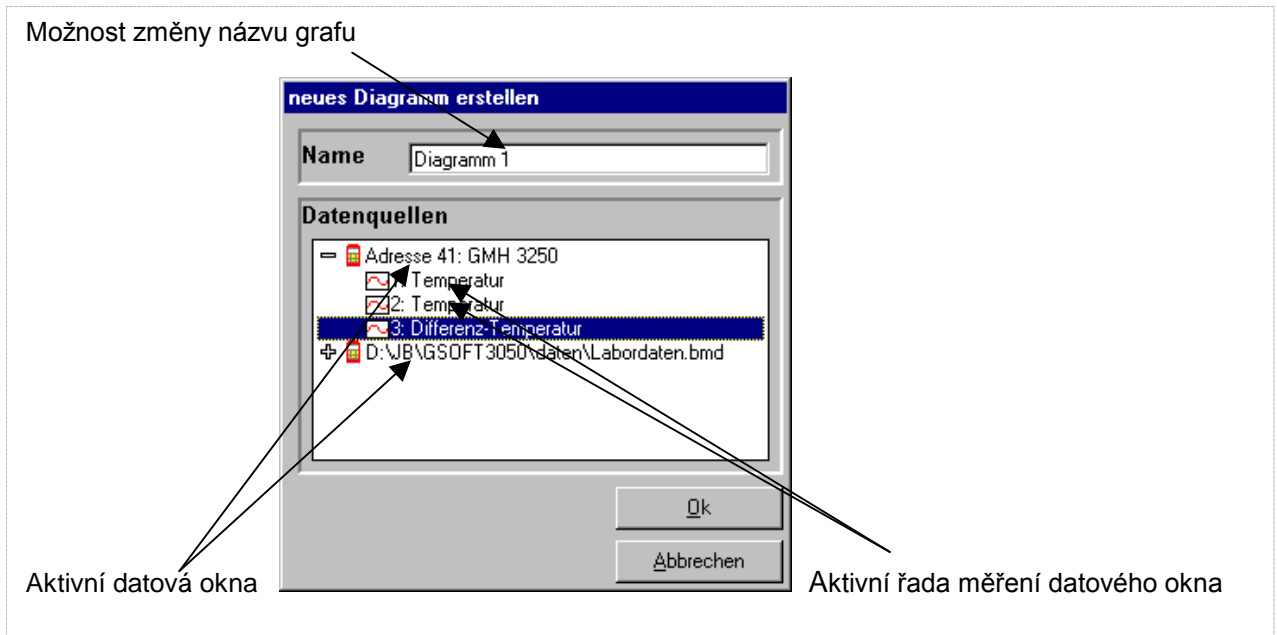 Možnost změny názvu grafu
neues Diagramm erstellen
Name
Diagramm 1
Datenquellen
Adresse 41: GMH 3250
1: Temperatur
2: Temperatur
3: Differenz-Temperatur
D:\JB\GSOFT3050\daten\Labordaten.bmd
Ok
Abbrechen
Aktivní datová okna
Aktivní řada měření datového okna